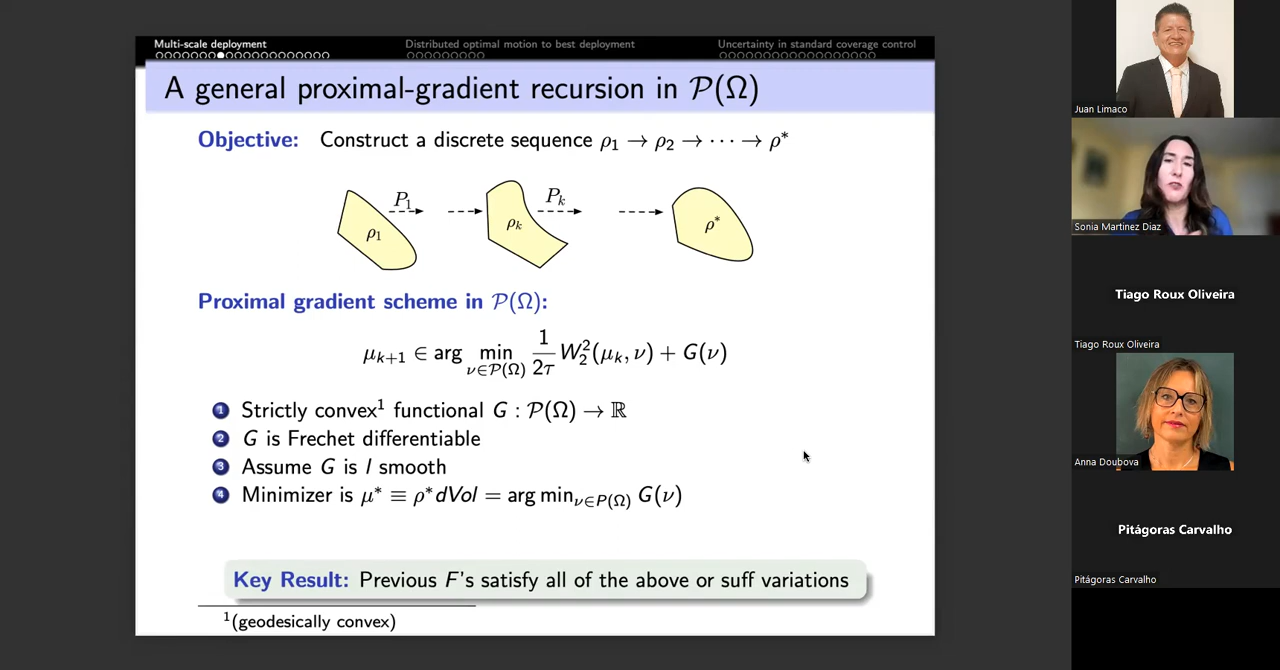 Multi-scale deployment
Distributed optimal motion to best deployment
Uncertainty in standard coverage control
A general proximal-gradient recursion in 𝒫(Ω)
Objective: Construct a discrete sequence ρ₁ → ρ₂ → ··· → ρ*
P₁
Pₖ
ρ₁
ρₖ
ρ*
Proximal gradient scheme in 𝒫(Ω):
μₖ₊₁ ∈ arg min_{ν∈𝒫(Ω)} 1/2τ W₂²(μₖ, ν) + G(ν)
1 Strictly convex¹ functional G : 𝒫(Ω) → ℝ
2 G is Frechet differentiable
3 Assume G is l smooth
4 Minimizer is μ* ≡ ρ*dVol = arg min_{ν∈P(Ω)} G(ν)
Key Result: Previous F's satisfy all of the above or suff variations
¹(geodesically convex)
Juan Limaco
Sonia Martinez Diaz
Tiago Roux Oliveira
Tiago Roux Oliveira
Anna Doubova
Pitágoras Carvalho
Pitágoras Carvalho